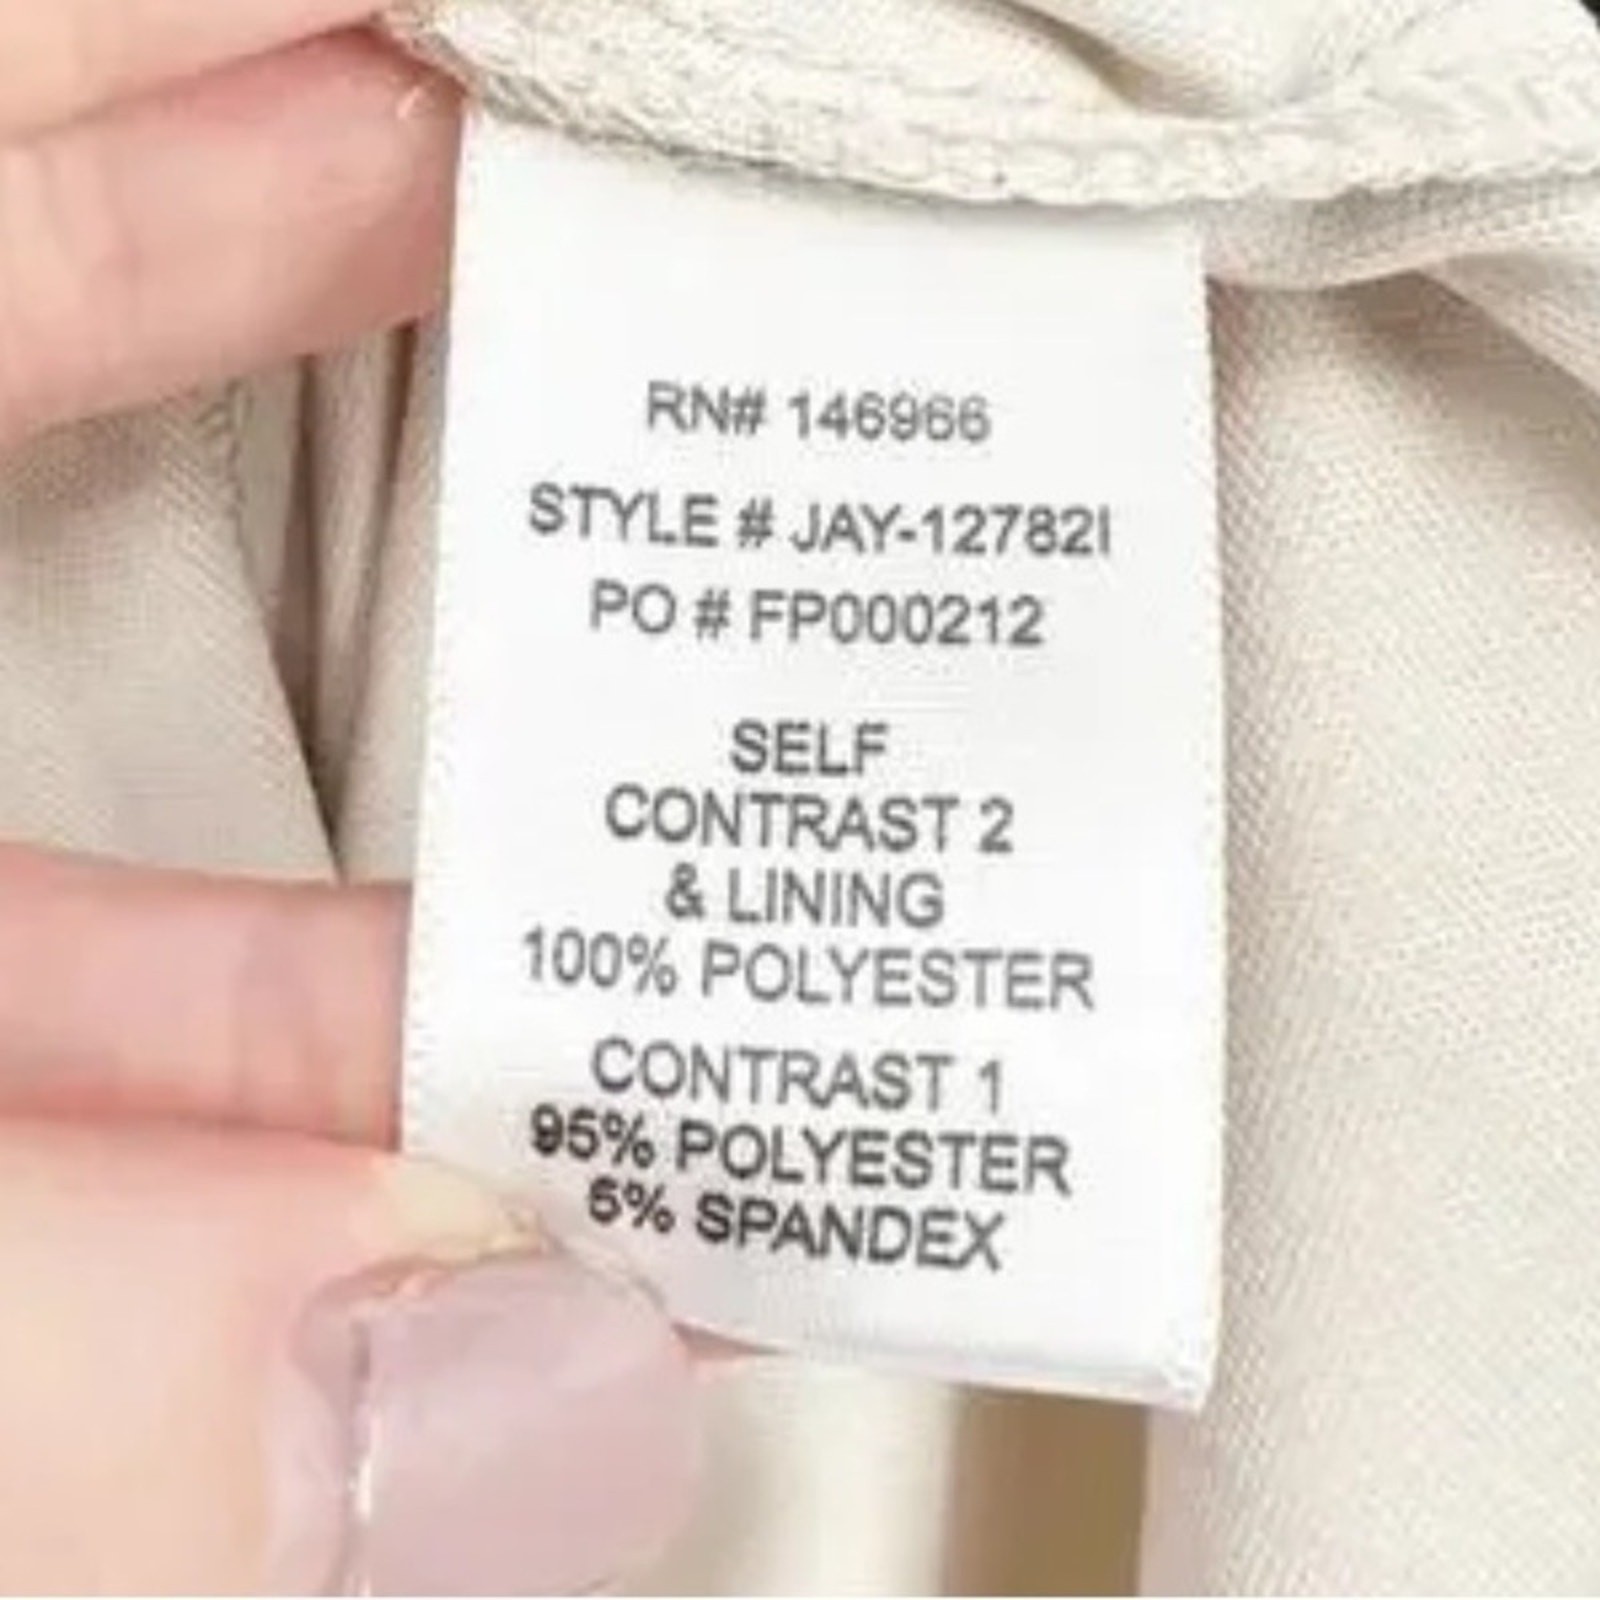 RN# 146966
STYLE # JAY-12782I
PO # FP000212
SELF
CONTRAST 2
& LINING
100% POLYESTER
CONTRAST 1
95% POLYESTER
5% SPANDEX